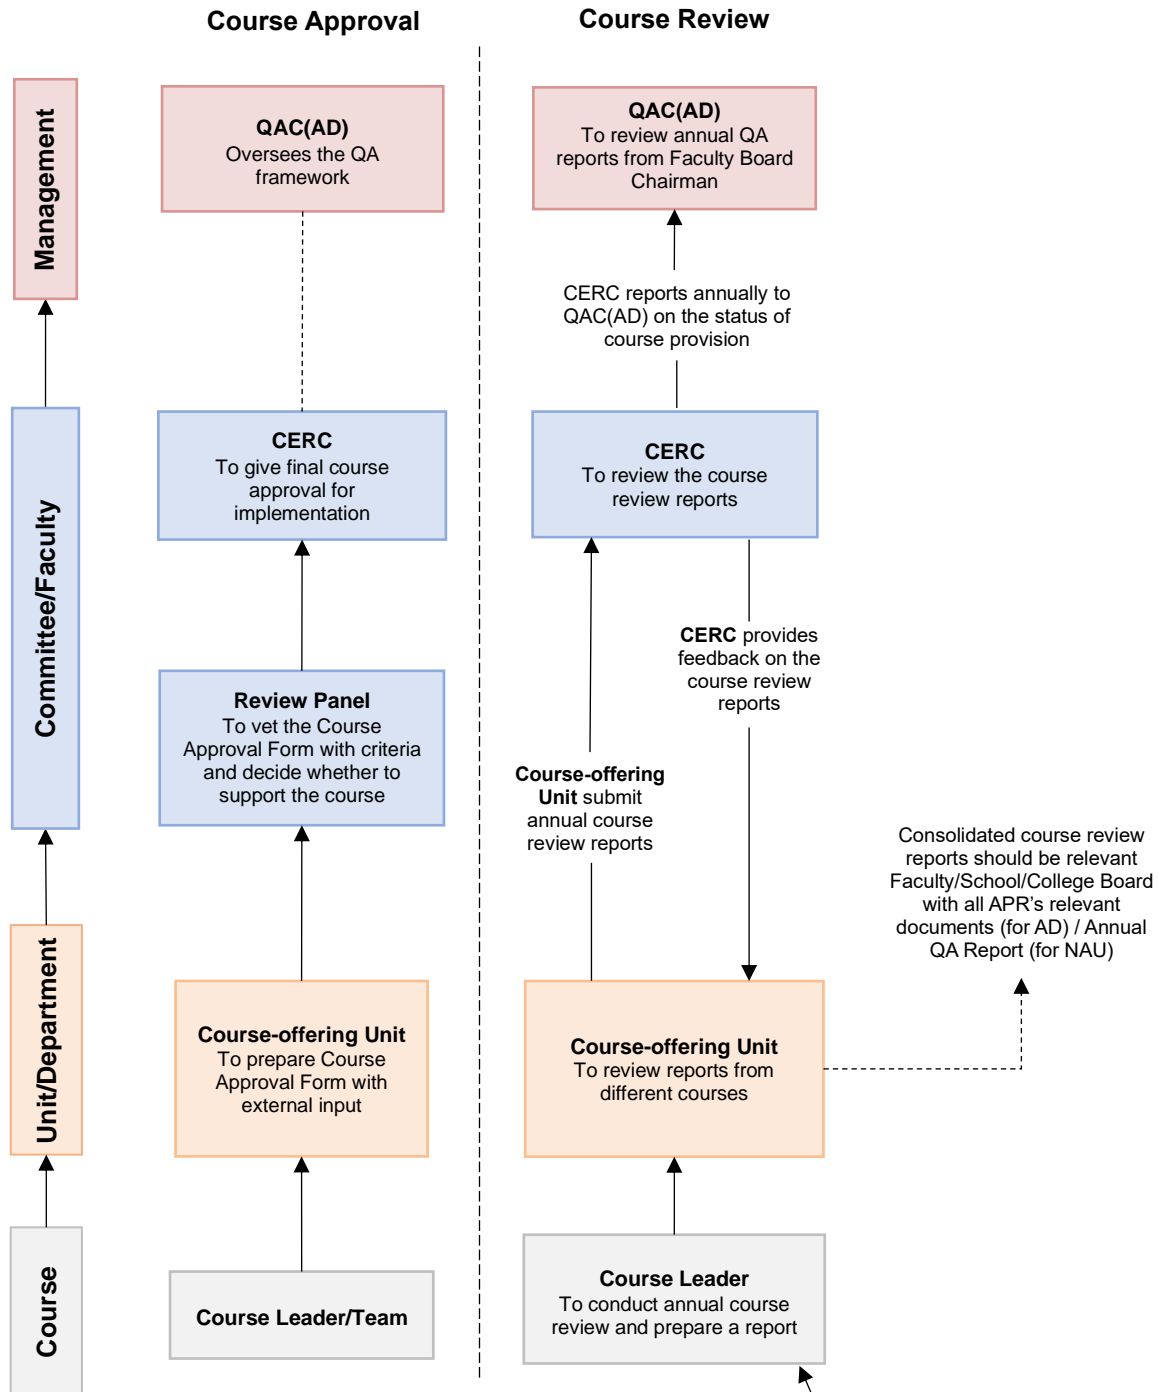 Course Approval
Course Review
Management
Committee/Faculty
Unit/Department
Course
QAC(AD)
Oversees the QA
framework
CERC
To give final course
approval for
implementation
Review Panel
To vet the Course
Approval Form with criteria
and decide whether to
support the course
Course-offering Unit
To prepare Course
Approval Form with
external input
Course Leader/Team
QAC(AD)
To review annual QA
reports from Faculty Board
Chairman
CERC reports annually to
QAC(AD) on the status of
course provision
CERC
To review the course
review reports
CERC provides
feedback on the
course review
reports
Course-offering
Unit submit
annual course
review reports
Consolidated course review
reports should be relevant
Faculty/School/College Board
with all APR’s relevant
documents (for AD) / Annual
QA Report (for NAU)
Course-offering Unit
To review reports from
different courses
Course Leader
To conduct annual course
review and prepare a report